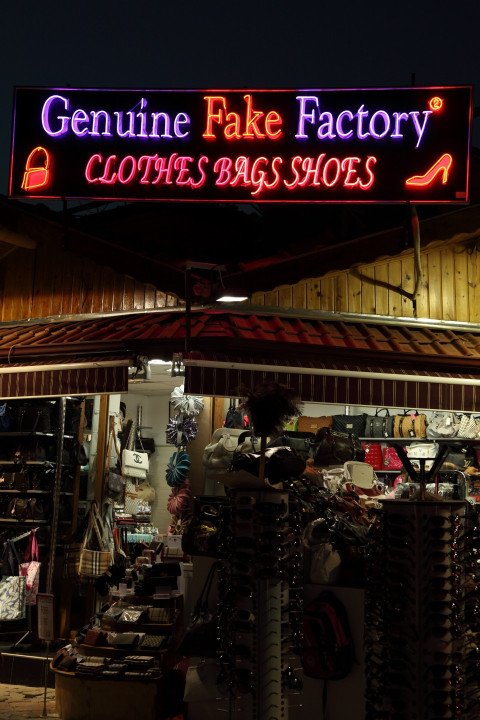 Genuine Fake Factory®
CLOTHES BAGS SHOES